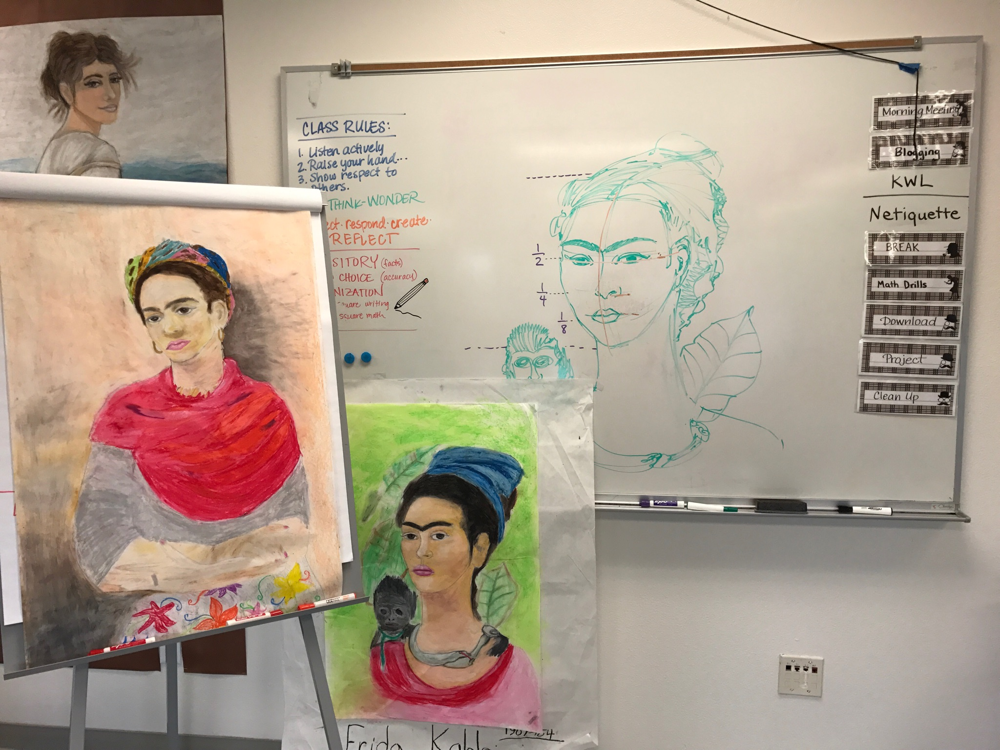 CLASS RULES:
1. Listen actively
2. Raise your hand...
3. Show respect to
others.
THINK-WONDER
respond. create.
REFLECT
(facts)
CHOICE (accuracy)
writing
square math
1/2
1/4
1/8
Morning Meeting
Blogging
KWL
Netiquette
BREAK
Math Drills
Download
Project
Clean Up
EXPO
Frida Kahlo